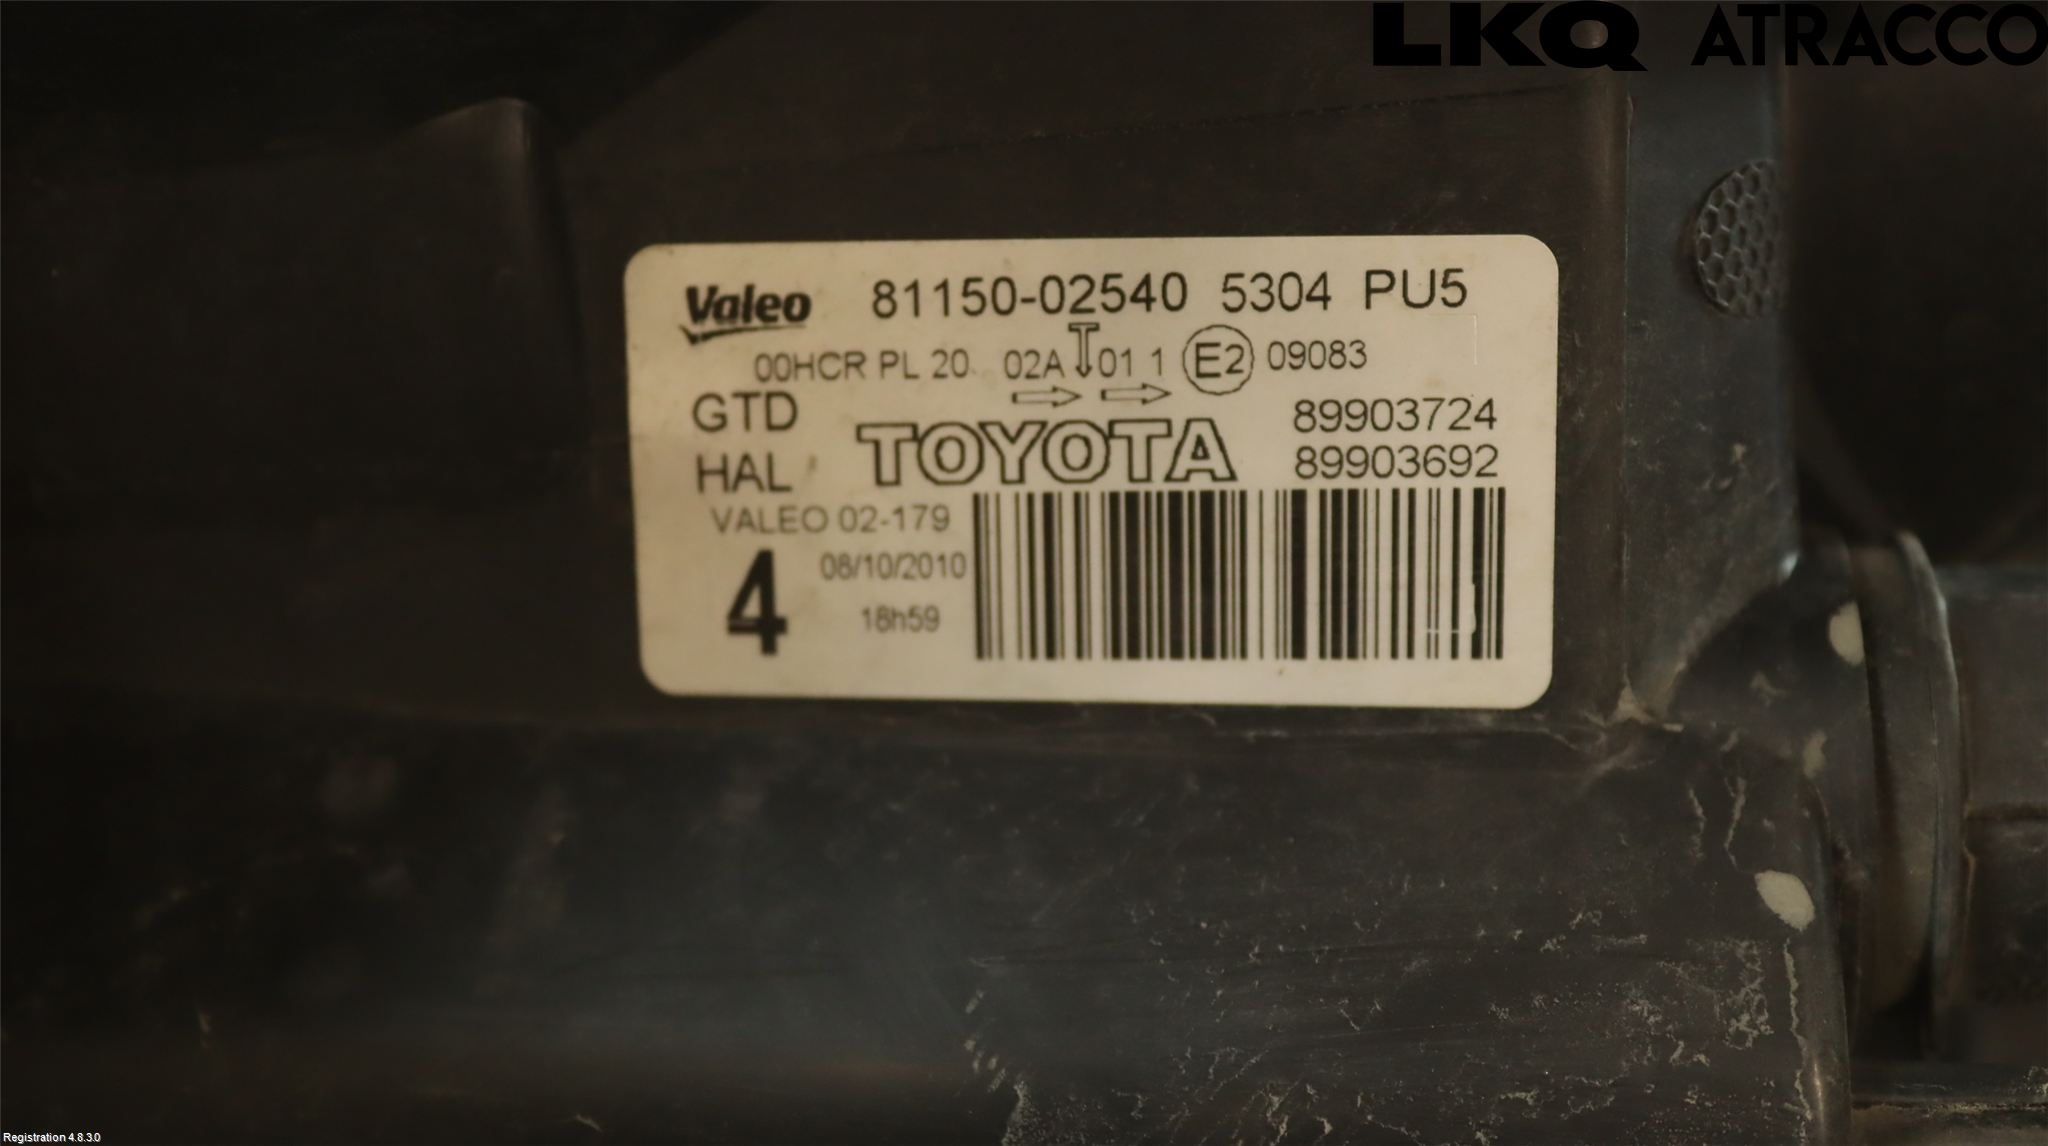 LKQ ATRACCO
Valeo 81150-02540 5304 PU5
00HCR PL 20 02A 01 1 E2 09083
GTD 89903724
HAL TOYOTA 89903692
VALEO 02-179
4 08/10/2010
18h59
Registration 4.8.3.0